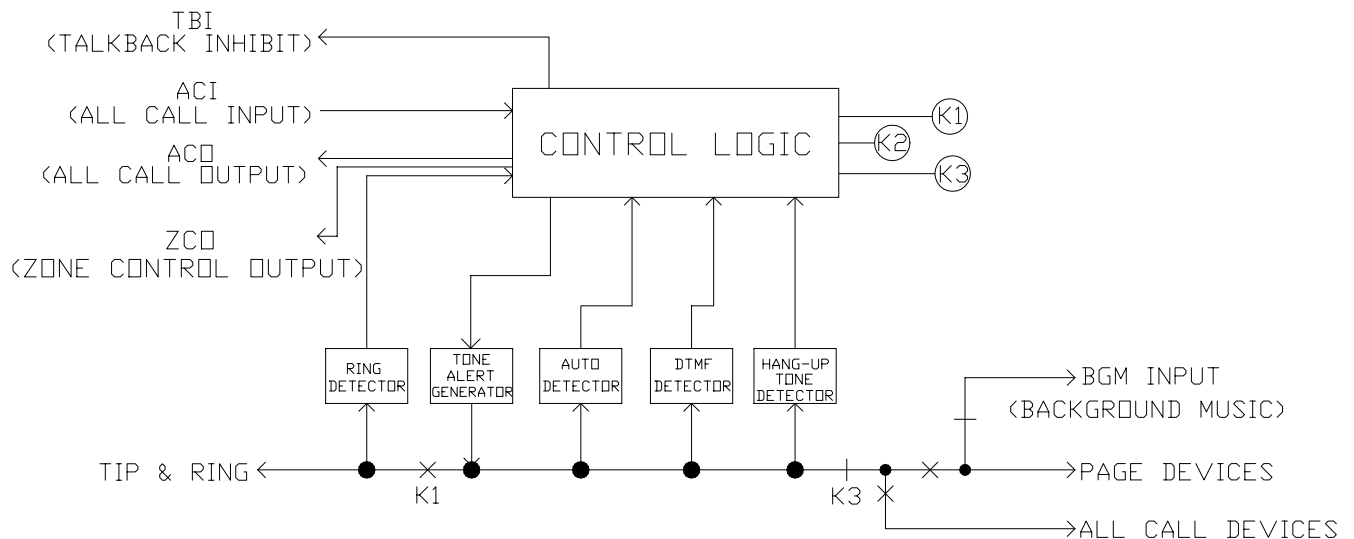 TBI
(TALKBACK INHIBIT)
ACI
(ALL CALL INPUT)
ACO
(ALL CALL OUTPUT)
ZCO
(ZONE CONTROL OUTPUT)
CONTROL LOGIC
K1
K2
K3
RING
DETECTOR
TONE
ALERT
GENERATOR
AUTO
DETECTOR
DTMF
DETECTOR
HANG-UP
TONE
DETECTOR
BGM INPUT
(BACKGROUND MUSIC)
TIP & RING
K1
K3
PAGE DEVICES
ALL CALL DEVICES